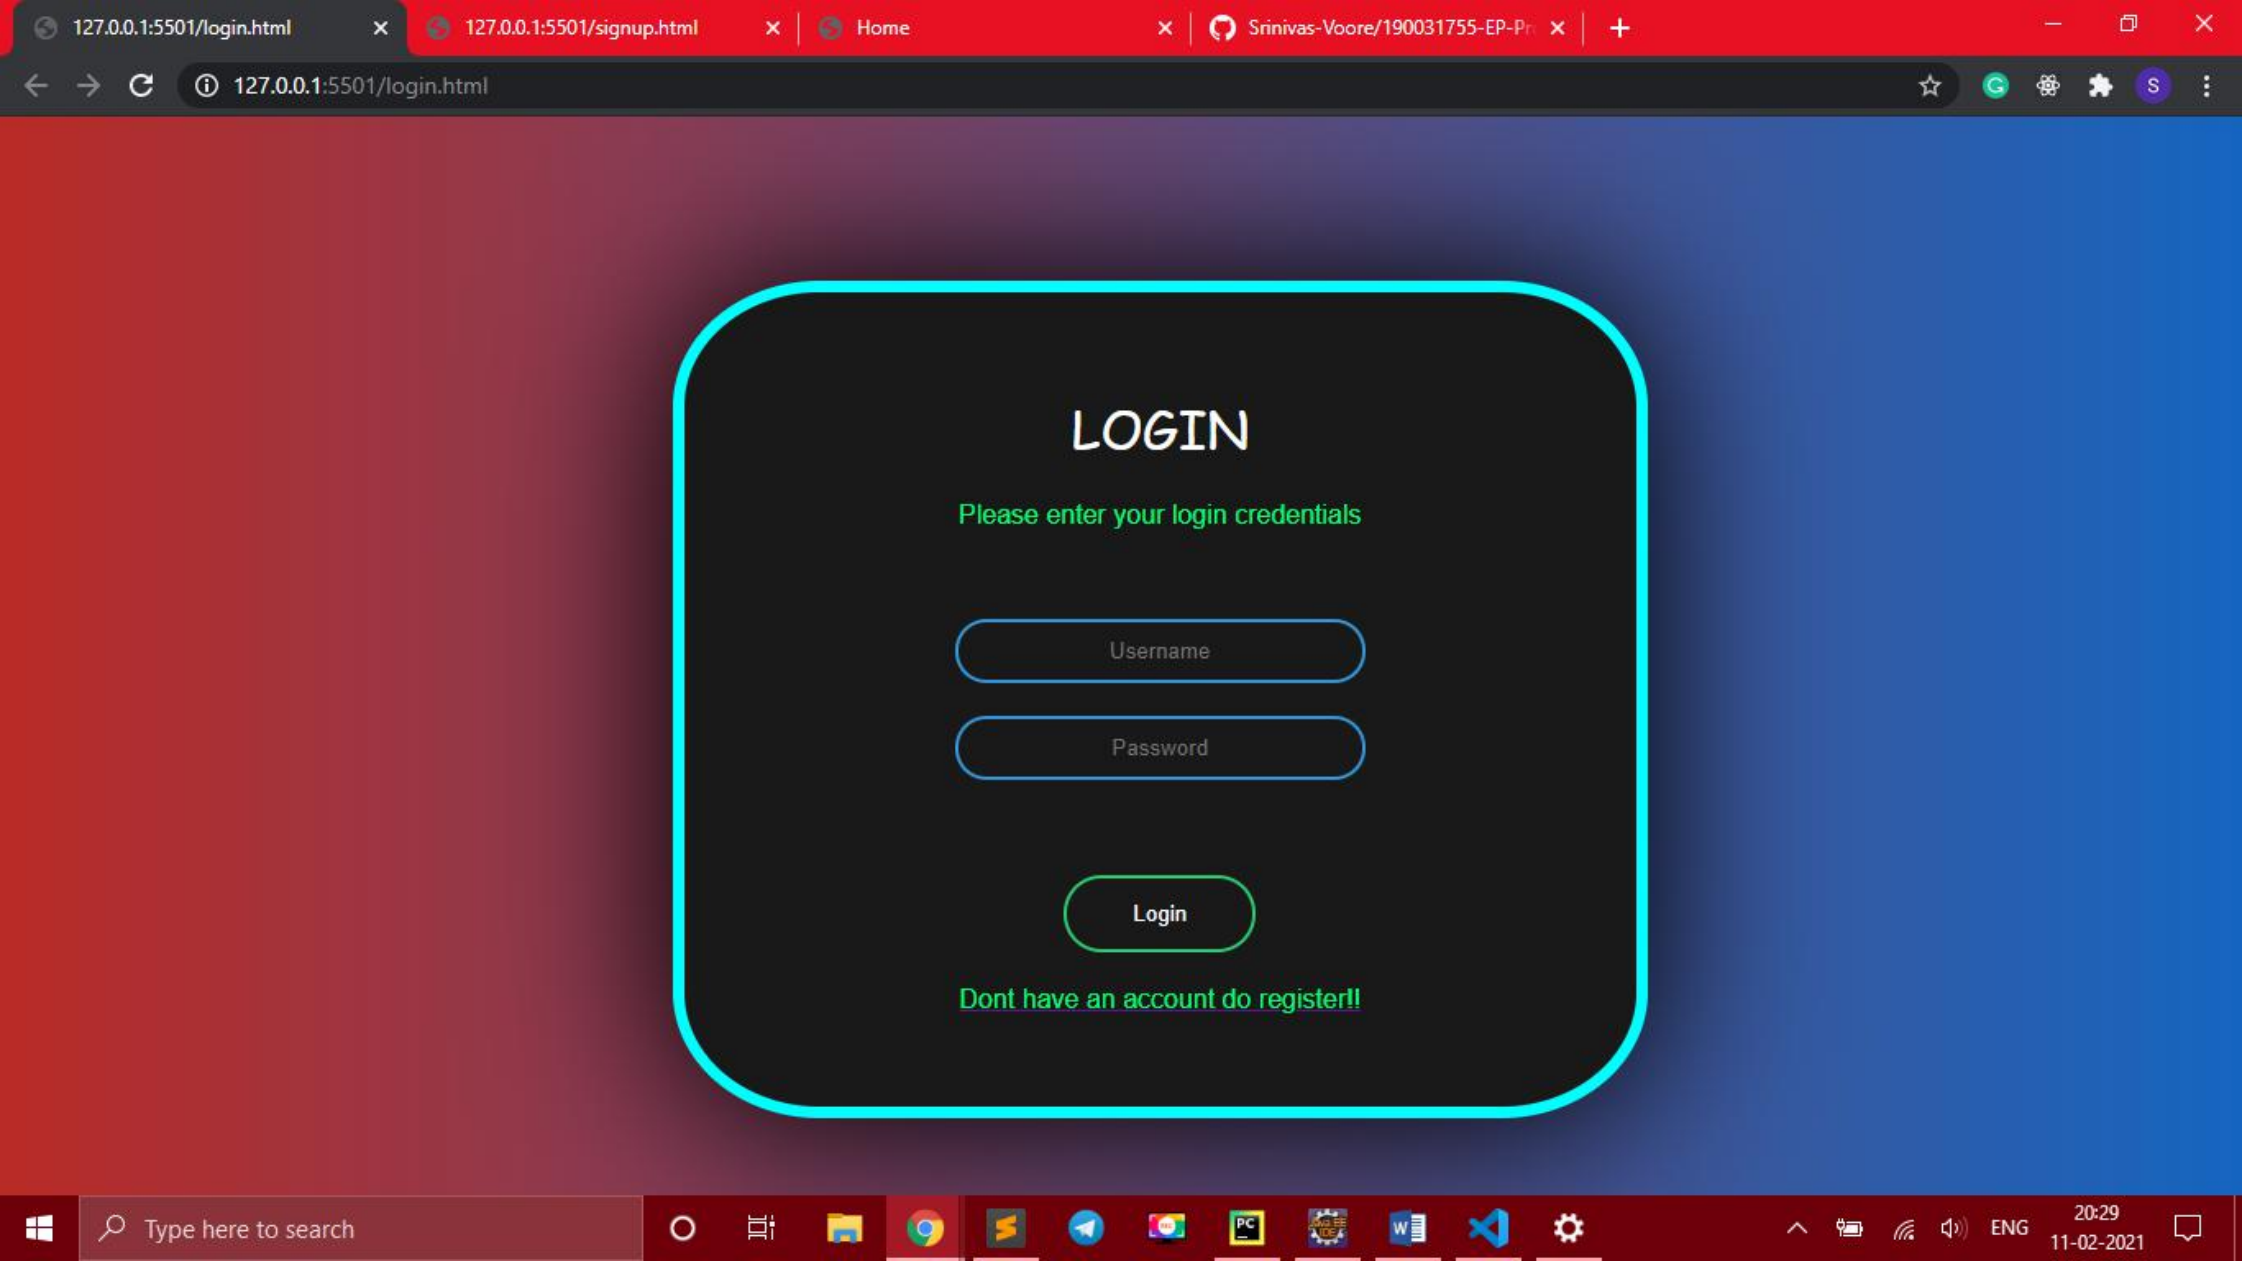 127.0.0.1:5501/login.html
127.0.0.1:5501/signup.html
Home
Srinivas-Voore/190031755-EP-Pr
127.0.0.1:5501/login.html
S
LOGIN
Please enter your login credentials
Username
Password
Login
Dont have an account do register!!
Type here to search
PC
W
ENG
20:29
11-02-2021